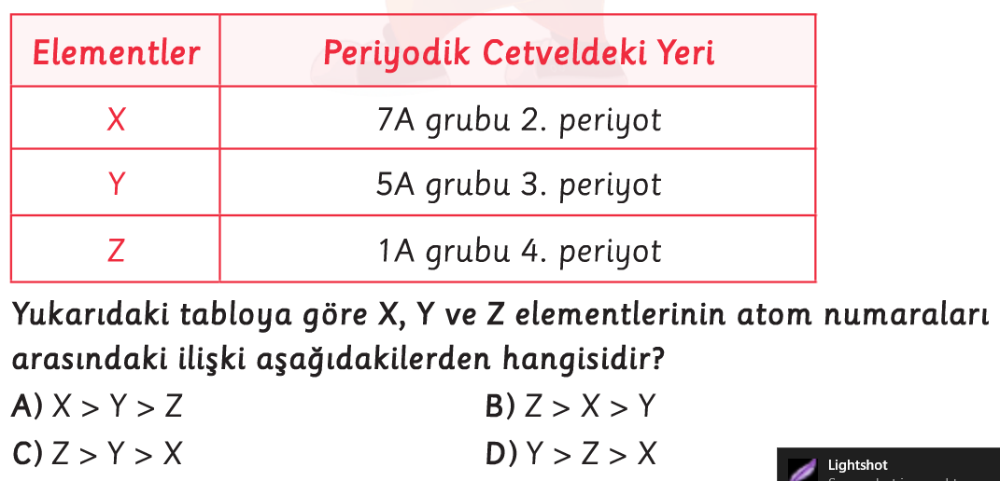 Elementler Periyodik Cetveldeki Yeri
X 7A grubu 2. periyot
Y 5A grubu 3. periyot
Z 1A grubu 4. periyot
Yukarıdaki tabloya göre X, Y ve Z elementlerinin atom numaraları
arasındaki ilişki aşağıdakilerden hangisidir?
A) X > Y > Z B) Z > X > Y
C) Z > Y > X D) Y > Z > X
Lightshot